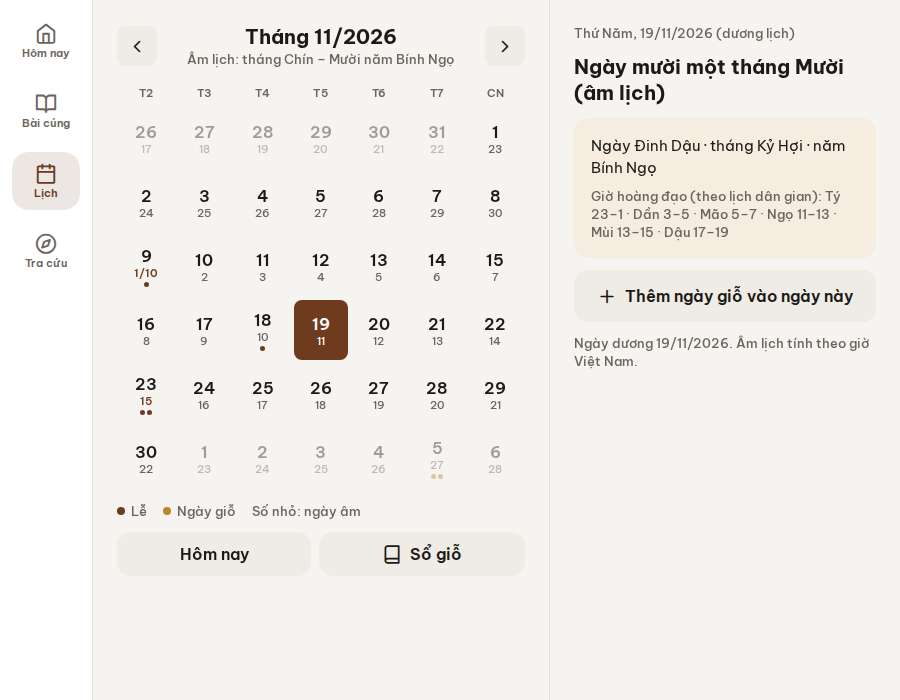 Hôm nay
Bài cúng
Lịch
Tra cứu
Tháng 11/2026
Âm lịch: tháng Chín – Mười năm Bính Ngọ
T2 T3 T4 T5 T6 T7 CN
26 27 28 29 30 31 1
17 18 19 20 21 22 23
2 3 4 5 6 7 8
24 25 26 27 28 29 30
9 10 11 12 13 14 15
1/10 2 3 4 5 6 7
16 17 18 19 20 21 22
8 9 10 11 12 13 14
23 24 25 26 27 28 29
15 16 17 18 19 20 21
30 1 2 3 4 5 6
22 23 24 25 26 27 28
Lễ Ngày giỗ Số nhỏ: ngày âm
Hôm nay Sổ giỗ
Thứ Năm, 19/11/2026 (dương lịch)
Ngày mười một tháng Mười
(âm lịch)
Ngày Đinh Dậu · tháng Kỷ Hợi · năm
Bính Ngọ
Giờ hoàng đạo (theo lịch dân gian): Tý
23–1 · Dần 3–5 · Mão 5–7 · Ngọ 11–13 ·
Mùi 13–15 · Dậu 17–19
Thêm ngày giỗ vào ngày này
Ngày dương 19/11/2026. Âm lịch tính theo giờ
Việt Nam.